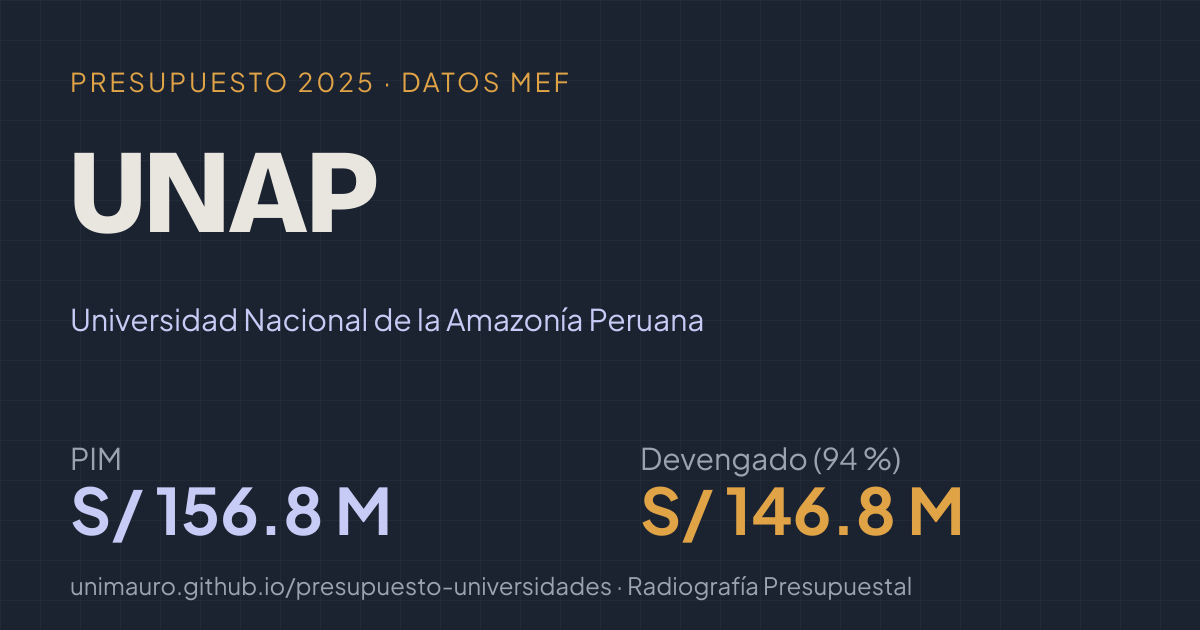 PRESUPUESTO 2025 · DATOS MEF
UNAP
Universidad Nacional de la Amazonía Peruana
PIM
S/ 156.8 M
Devengado (94 %)
S/ 146.8 M
unimauro.github.io/presupuesto-universidades · Radiografía Presupuestal